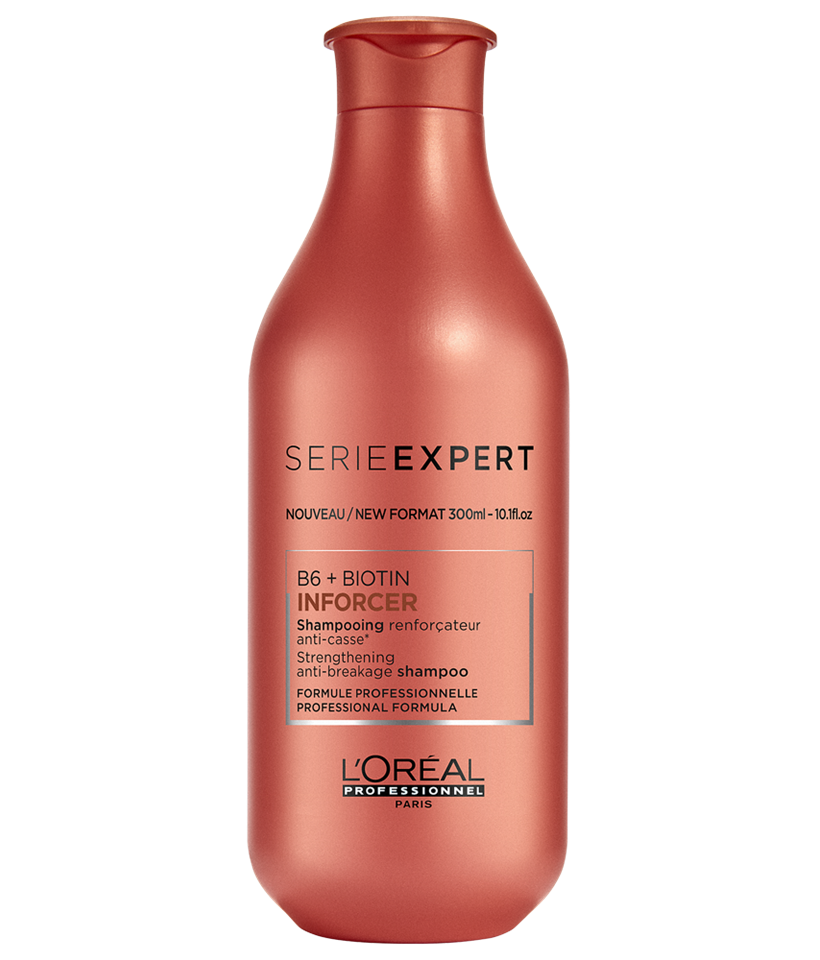 SERIEEXPERT
NOUVEAU / NEW FORMAT 300ml - 10.1fl.oz
B6 + BIOTIN
INFORCER
Shampooing renforçateur
anti-casse*
Strengthening
anti-breakage shampoo
FORMULE PROFESSIONNELLE
PROFESSIONAL FORMULA
L'ORÉAL
PROFESSIONNEL
PARIS